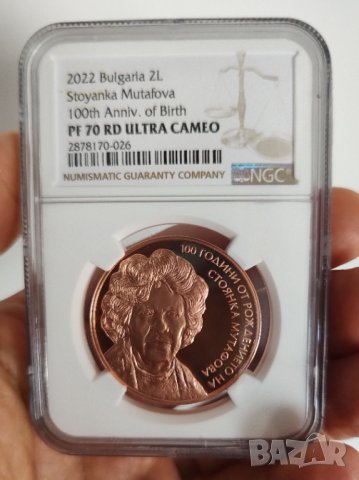 2022 Bulgaria 2L
Stoyanka Mutafova
100th Anniv. of Birth
PF 70 RD ULTRA CAMEO
2878170-026
NUMISMATIC GUARANTY COMPANY
NGC
100 ГОДИНИ ОТ РОЖДЕНИЕТО НА
СТОЯНКА МУТАФОВА
BAZAR